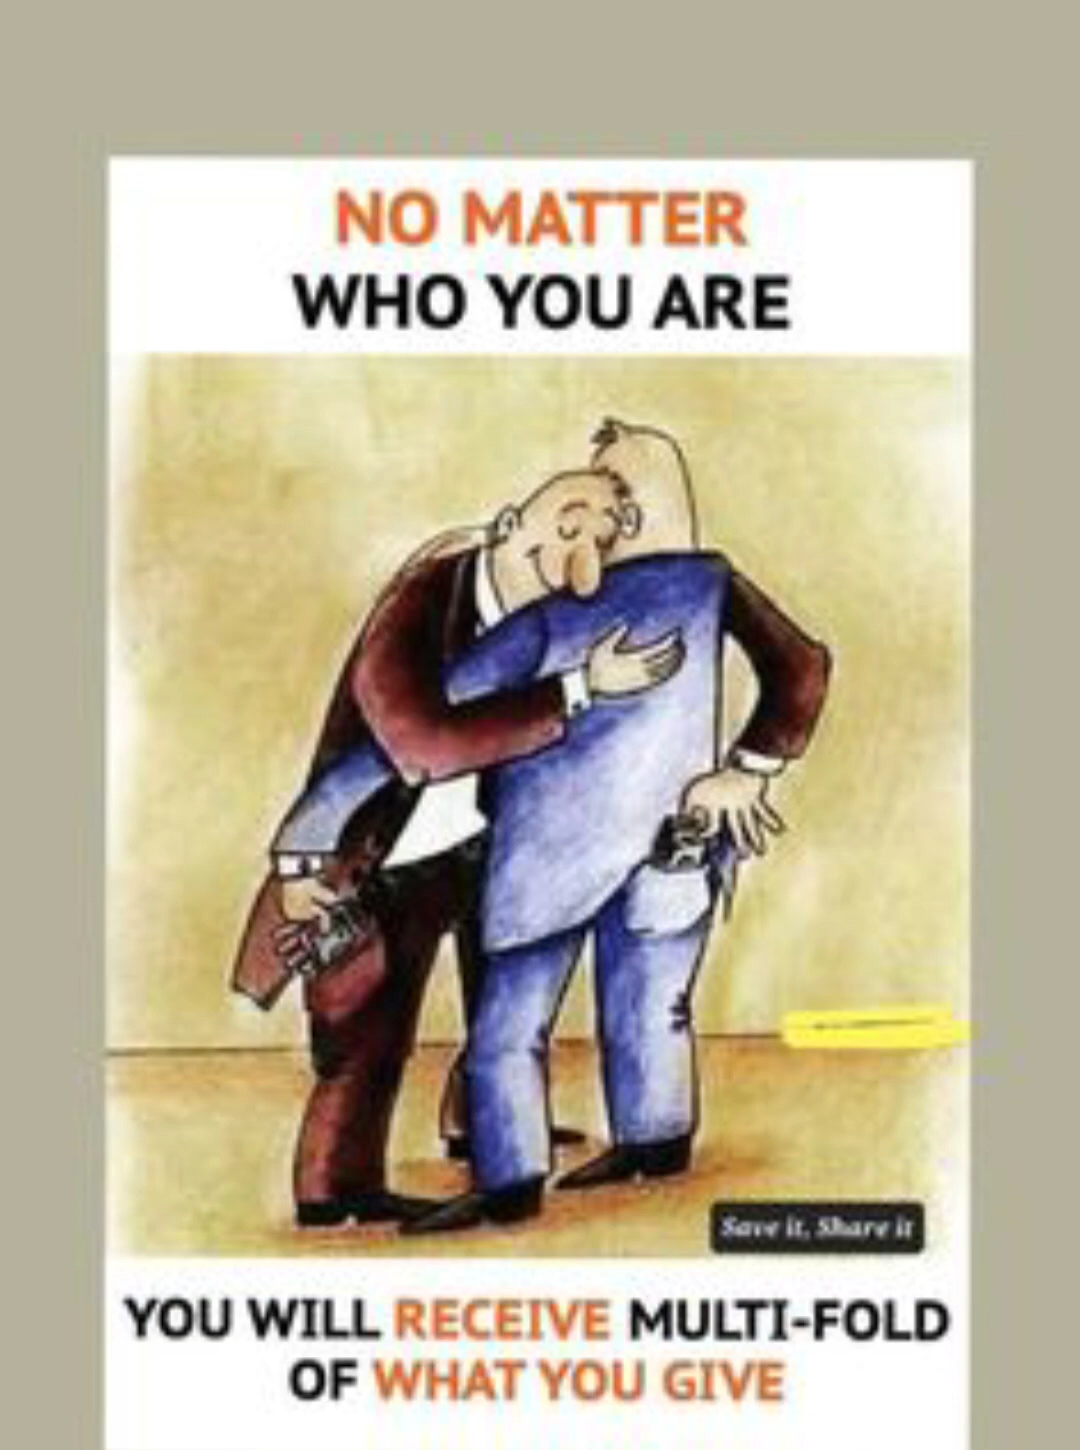 NO MATTER
WHO YOU ARE
Save it, Share it
YOU WILL RECEIVE MULTI-FOLD
OF WHAT YOU GIVE